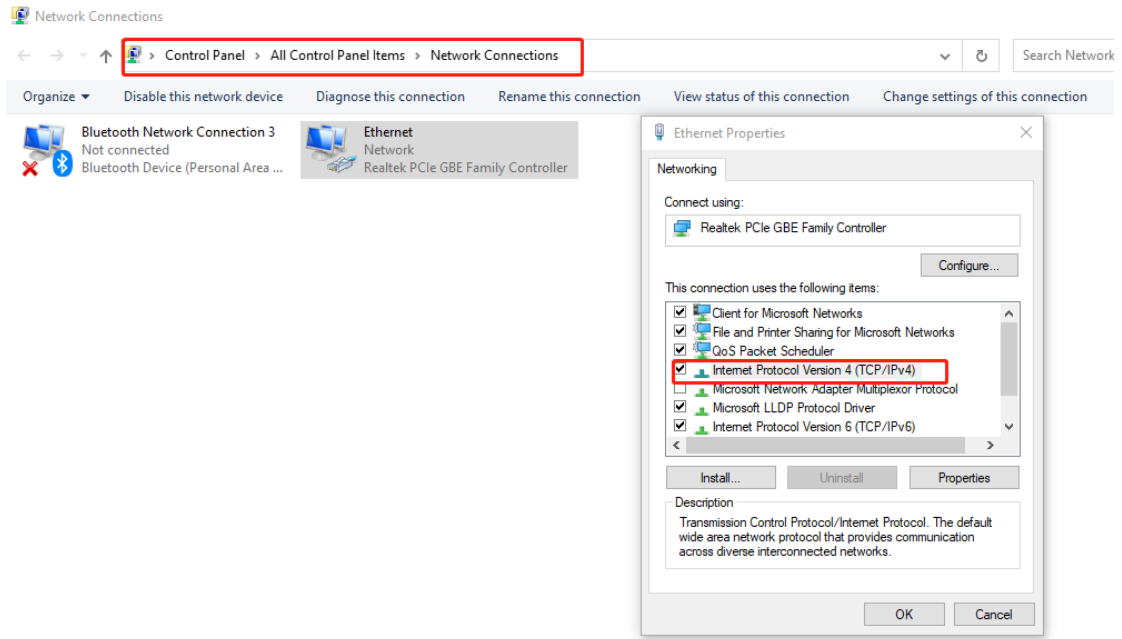 Network Connections
Control Panel > All Control Panel Items > Network Connections
Search Network
Organize
Disable this network device
Diagnose this connection
Rename this connection
View status of this connection
Change settings of this connection
Bluetooth Network Connection 3
Not connected
Bluetooth Device (Personal Area ...
Ethernet
Network
Realtek PCIe GBE Family Controller
Ethernet Properties
Networking
Connect using:
Realtek PCIe GBE Family Controller
Configure...
This connection uses the following items:
Client for Microsoft Networks
File and Printer Sharing for Microsoft Networks
QoS Packet Scheduler
Internet Protocol Version 4 (TCP/IPv4)
Microsoft Network Adapter Multiplexor Protocol
Microsoft LLDP Protocol Driver
Internet Protocol Version 6 (TCP/IPv6)
Install...
Uninstall
Properties
Description
Transmission Control Protocol/Internet Protocol. The default
wide area network protocol that provides communication
across diverse interconnected networks.
OK
Cancel